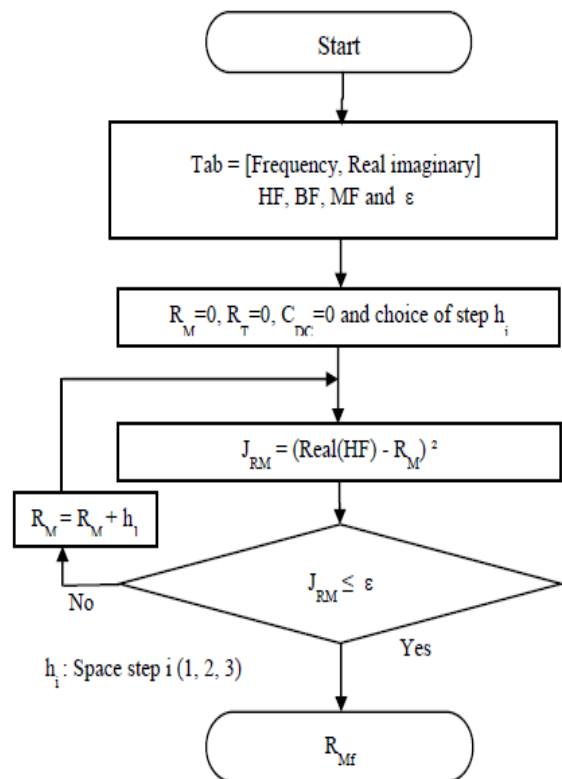 Start
Tab = [Frequency, Real imaginary]
HF, BF, MF and ε
R_M=0, R_T=0, C_DC=0 and choice of step h_i
J_RM = (Real(HF) - R_M) ²
R_M = R_M + h_1
J_RM ≤ ε
No
Yes
h_i: Space step i (1, 2, 3)
R_Mf